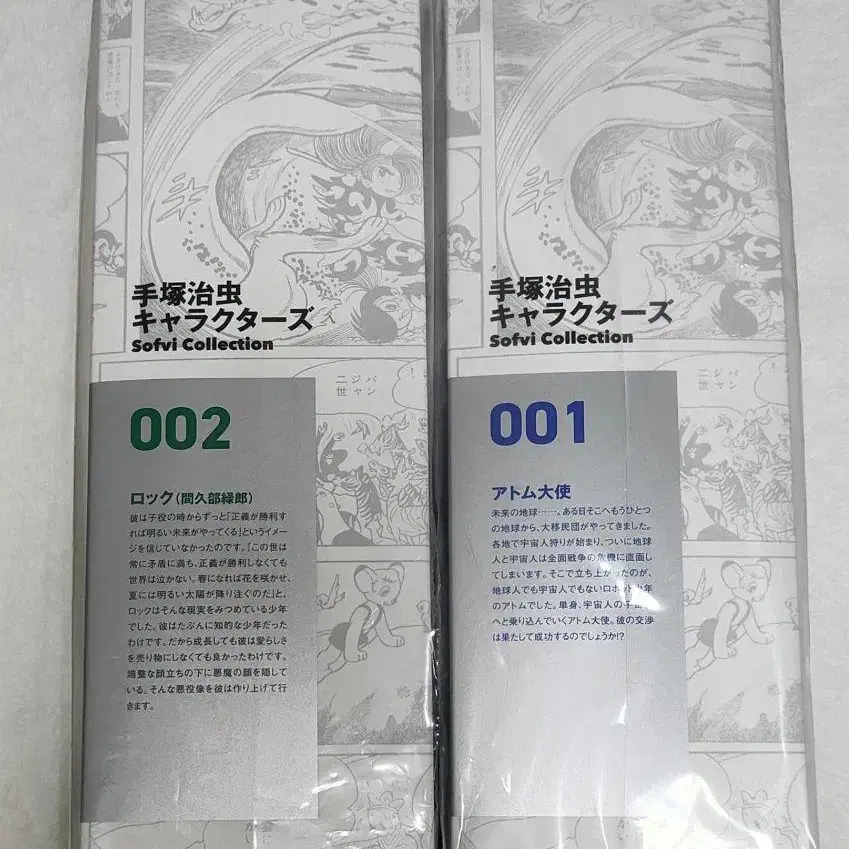 手塚治虫
キャラクターズ
Sofvi Collection
002
ロック(間久部緑郎)
彼は子役の時からずっと「正義が勝利す
れば明るい未来がやってくる」というイメー
ジを信じていなかったのです。「この世は
常に矛盾に満ち、正義が勝利しなくても
世界は泣かない。春になれば花を咲かせ、
夏には明るい太陽が降り注ぐのだ」と、
ロックはそんな現実をみつめている少年
でした。彼はたぶんに知的な少年だった
わけです。だから成長しても彼は愛らしさ
を売り物にしなくても良かったわけです。
端整な顔立ちの下に悪魔の顔を隠して
いる。そんな悪役像を彼は作り上げて行
きます。
二ジバ
世ャン
手塚治虫
キャラクターズ
Sofvi Collection
001
アトム大使
未来の地球……。ある日そこへもうひとつ
の地球から、大移民団がやってきました。
各地で宇宙人狩りが始まり、ついに地球
人と宇宙人は全面戦争の危機に直面し
てしまいます。そこで立ち上がったのが、
地球人でも宇宙人でもないロボット少年
のアトムでした。単身、宇宙人の宇宙
へと乗り込んでいくアトム大使。彼の交渉
は果たして成功するのでしょうか!?
二ジバ
世ャン